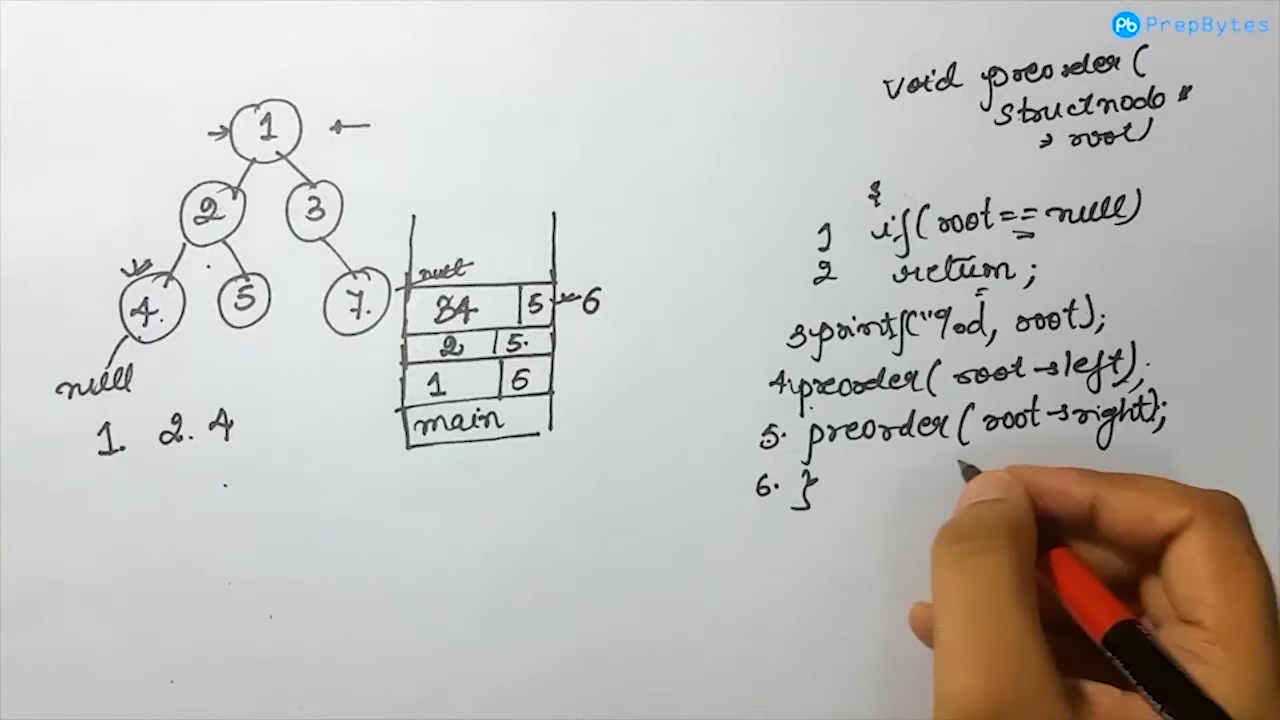 PrepBytes
void preorder(
struct node *
root)
{
1 if(root==null)
2 return;
3 printf("%d, root);
4 preorder( root→left);
5. preorder( root→right);
6. }
1
2 3
4. 5 7.
null
1. 2. 4
null
84 5 6
2 5.
1 6
main